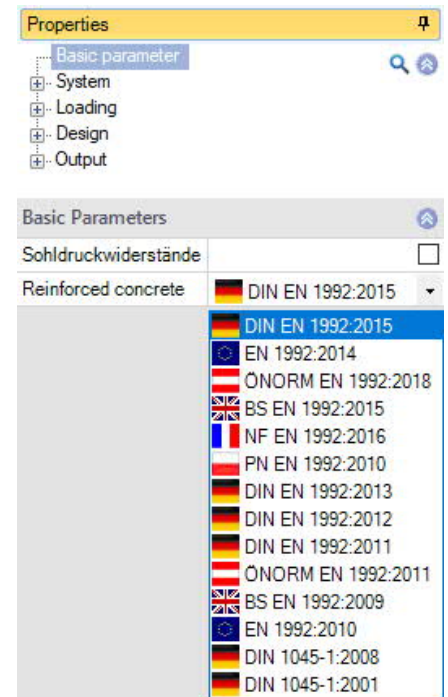 Properties
Basic parameter
System
Loading
Design
Output
Basic Parameters
Sohldruckwiderstände
Reinforced concrete DIN EN 1992:2015
DIN EN 1992:2015
EN 1992:2014
ÖNORM EN 1992:2018
BS EN 1992:2015
NF EN 1992:2016
PN EN 1992:2010
DIN EN 1992:2013
DIN EN 1992:2012
DIN EN 1992:2011
ÖNORM EN 1992:2011
BS EN 1992:2009
EN 1992:2010
DIN 1045-1:2008
DIN 1045-1:2001